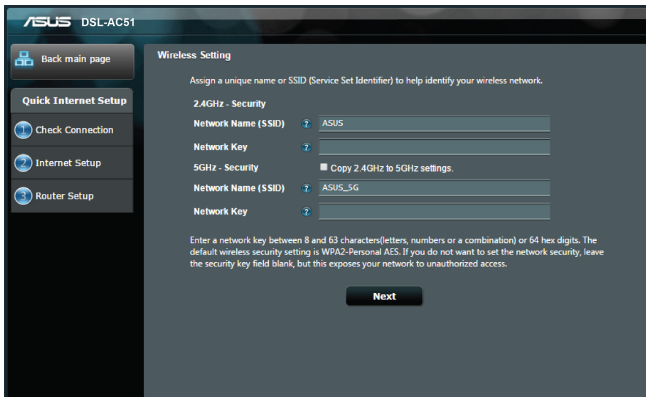 ASUS DSL-AC51
Back main page
Quick Internet Setup
1 Check Connection
2 Internet Setup
3 Router Setup
Wireless Setting
Assign a unique name or SSID (Service Set Identifier) to help identify your wireless network.
2.4GHz - Security
Network Name (SSID) ? ASUS
Network Key ?
5GHz - Security Copy 2.4GHz to 5GHz settings.
Network Name (SSID) ? ASUS_5G
Network Key ?
Enter a network key between 8 and 63 characters(letters, numbers or a combination) or 64 hex digits. The
default wireless security setting is WPA2-Personal AES. If you do not want to set the network security, leave
the security key field blank, but this exposes your network to unauthorized access.
Next